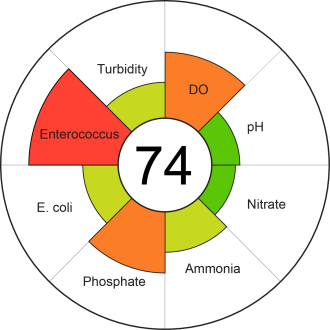 Turbidity
DO
Enterococcus
pH
74
E. coli
Nitrate
Phosphate
Ammonia